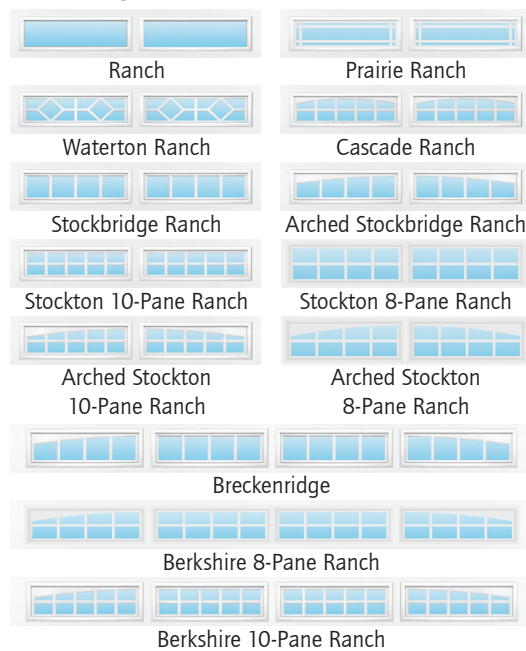 Ranch
Prairie Ranch
Waterton Ranch
Cascade Ranch
Stockbridge Ranch
Arched Stockbridge Ranch
Stockton 10-Pane Ranch
Stockton 8-Pane Ranch
Arched Stockton
10-Pane Ranch
Arched Stockton
8-Pane Ranch
Breckenridge
Berkshire 8-Pane Ranch
Berkshire 10-Pane Ranch